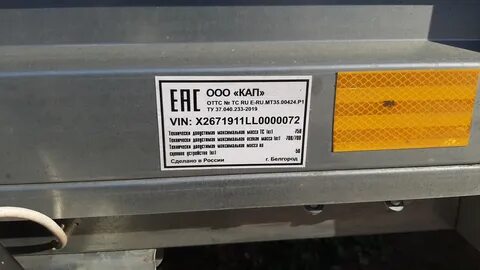 EAC ООО «КАП»
ОТТС № ТС RU E-RU.МТ35.00424.Р1
ТУ 37.046.233-2019
VIN: X2671911LL0000072
Технически допустимая максимальная масса ТС (кг) 750
Технически допустимая максимальная осевая масса (кг) -700/700
Технически допустимая максимальная масса на
сцепное устройство (кг) 50
Сделано в России г. Белгород